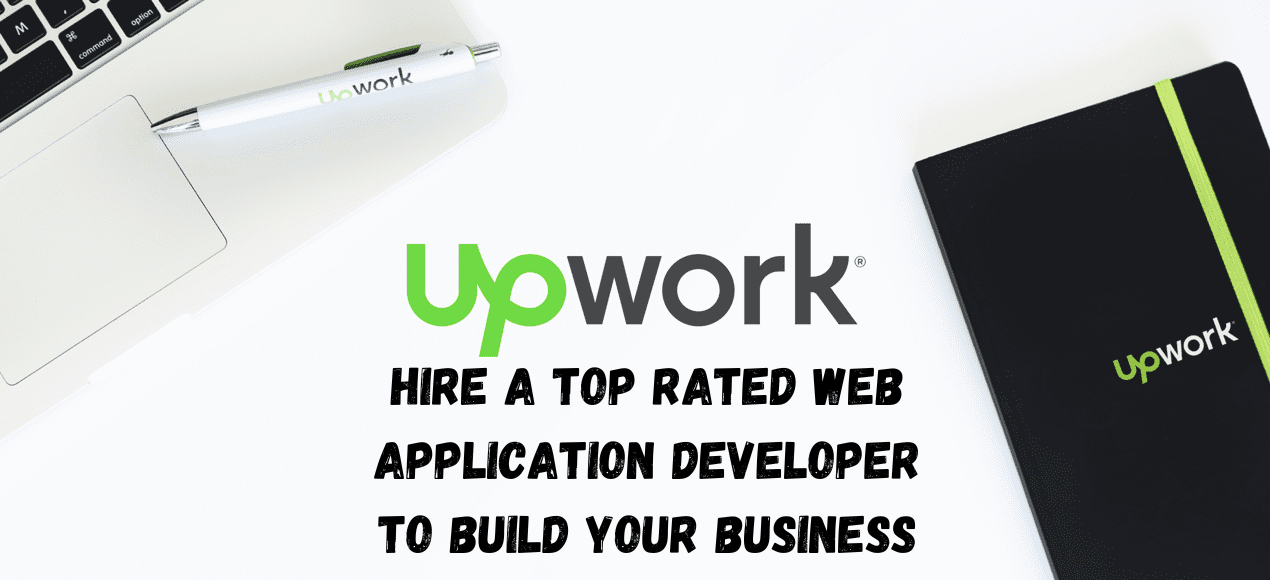 M
⌘
command
option
upwork
upwork®
upwork
HIRE A TOP RATED WEB
APPLICATION DEVELOPER
TO BUILD YOUR BUSINESS